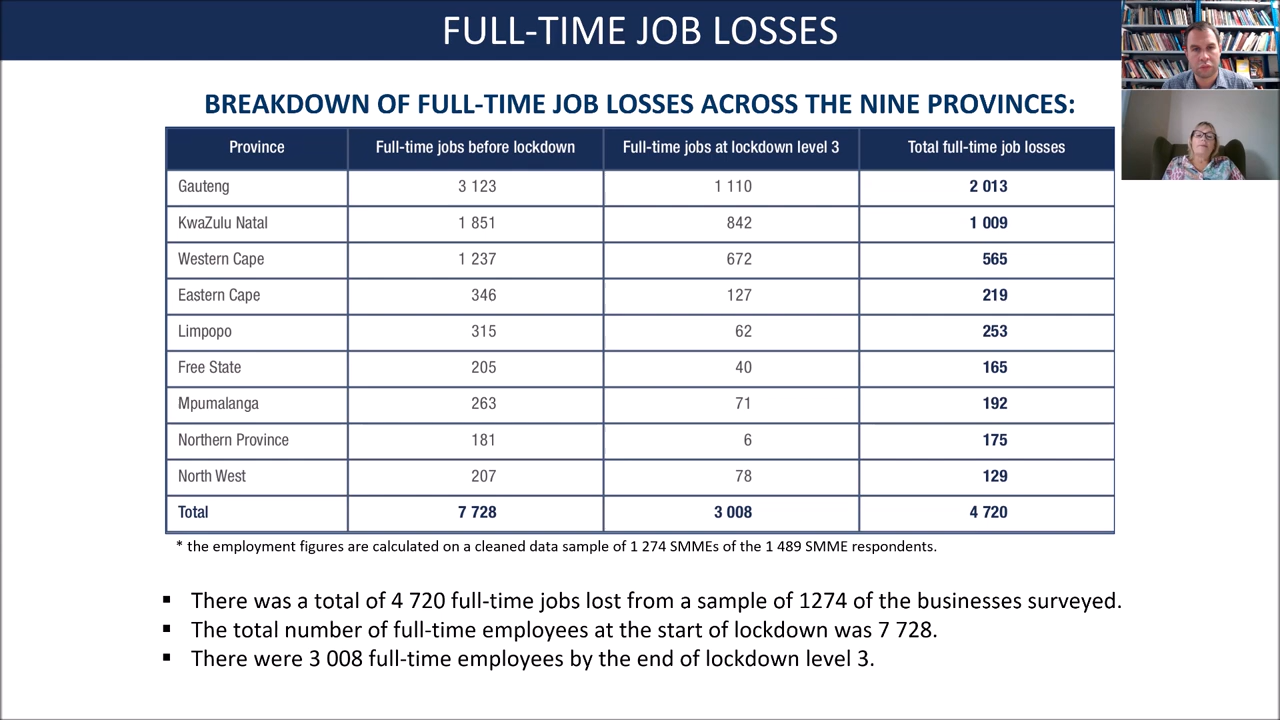 FULL-TIME JOB LOSSES
BREAKDOWN OF FULL-TIME JOB LOSSES ACROSS THE NINE PROVINCES:
Province Full-time jobs before lockdown Full-time jobs at lockdown level 3 Total full-time job losses
Gauteng 3 123 1 110 2 013
KwaZulu Natal 1 851 842 1 009
Western Cape 1 237 672 565
Eastern Cape 346 127 219
Limpopo 315 62 253
Free State 205 40 165
Mpumalanga 263 71 192
Northern Province 181 6 175
North West 207 78 129
Total 7 728 3 008 4 720
* the employment figures are calculated on a cleaned data sample of 1 274 SMMEs of the 1 489 SMME respondents.
▪ There was a total of 4 720 full-time jobs lost from a sample of 1274 of the businesses surveyed.
▪ The total number of full-time employees at the start of lockdown was 7 728.
▪ There were 3 008 full-time employees by the end of lockdown level 3.